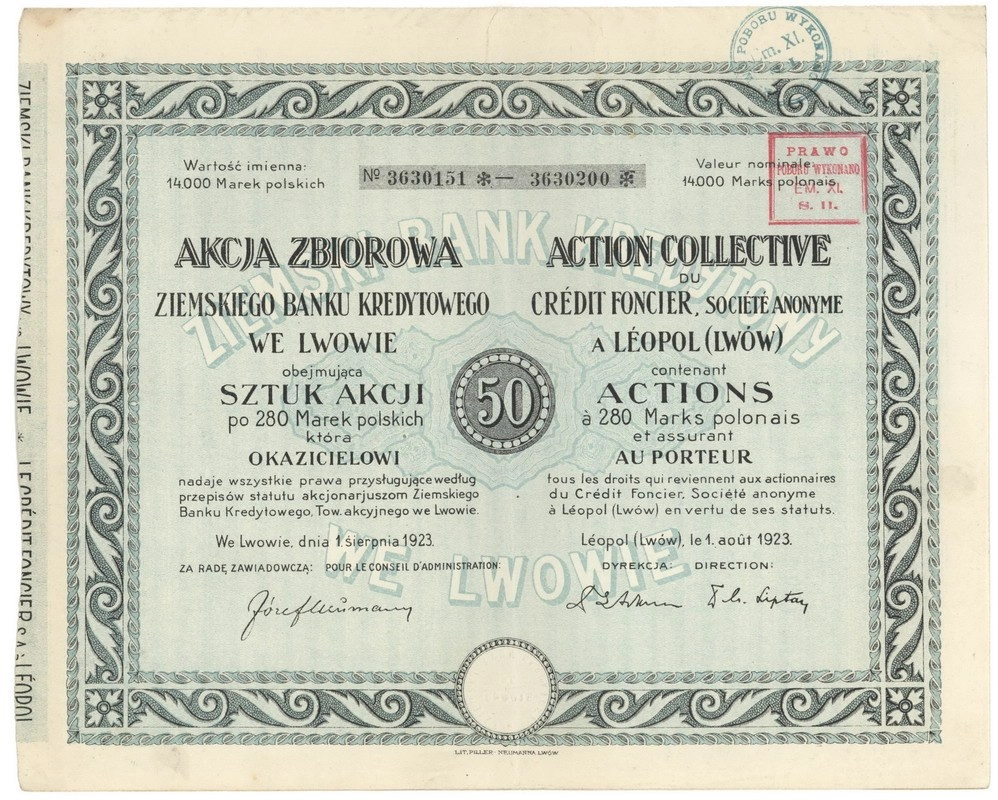 POBORU WYKONA
Em. XI.
ZIEMSKI BANK KREDYTOWY
WE LWOWIE
Wartość imienna:
14.000 Marek polskich
№ 3630151 ✻ — 3630200 ✻
Valeur nominale:
14.000 Marks polonais
PRAWO
POBORU WYKONANO
EM. XI.
S. II.
AKCJA ZBIOROWA
ZIEMSKIEGO BANKU KREDYTOWEGO
WE LWOWIE
obejmująca
SZTUK AKCJI
po 280 Marek polskich
która
OKAZICIELOWI
nadaje wszystkie prawa przysługujące według
przepisów statutu akcjonarjuszom Ziemskiego
Banku Kredytowego, Tow. akcyjnego we Lwowie.
We Lwowie, dnia 1. sierpnia 1923.
50
ACTION COLLECTIVE
DU
CRÉDIT FONCIER, SOCIÉTÉ ANONYME
A LÉOPOL (LWÓW)
contenant
ACTIONS
à 280 Marks polonais
et assurant
AU PORTEUR
tous les droits qui reviennent aux actionnaires
du Crédit Foncier, Société anonyme
à Léopol (Lwów) en vertu de ses statuts.
Léopol (Lwów), le 1. août 1923.
ZA RADĘ ZAWIADOWCZĄ: POUR LE CONSEIL D'ADMINISTRATION:
DYREKCJA: DIRECTION:
LIT. PILLER-NEUMANNA LWÓW